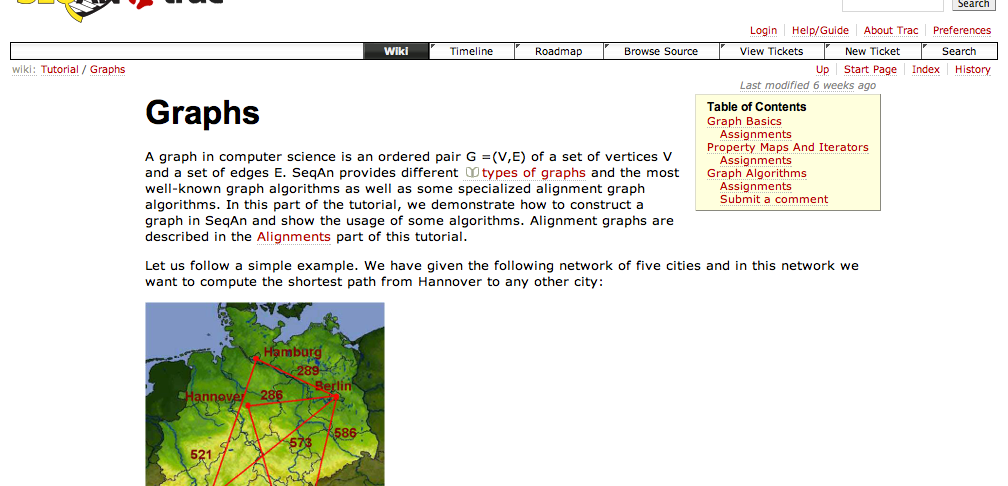 Search
Login Help/Guide About Trac Preferences
Wiki Timeline Roadmap Browse Source View Tickets New Ticket Search
wiki: Tutorial / Graphs
Up Start Page Index History
Last modified 6 weeks ago
Graphs
Table of Contents
Graph Basics
Assignments
Property Maps And Iterators
Assignments
Graph Algorithms
Assignments
Submit a comment
A graph in computer science is an ordered pair G =(V,E) of a set of vertices V
and a set of edges E. SeqAn provides different types of graphs and the most
well-known graph algorithms as well as some specialized alignment graph
algorithms. In this part of the tutorial, we demonstrate how to construct a
graph in SeqAn and show the usage of some algorithms. Alignment graphs are
described in the Alignments part of this tutorial.
Let us follow a simple example. We have given the following network of five cities and in this network we
want to compute the shortest path from Hannover to any other city:
Hamburg
289
Berlin
Hannover 286
586
573
521